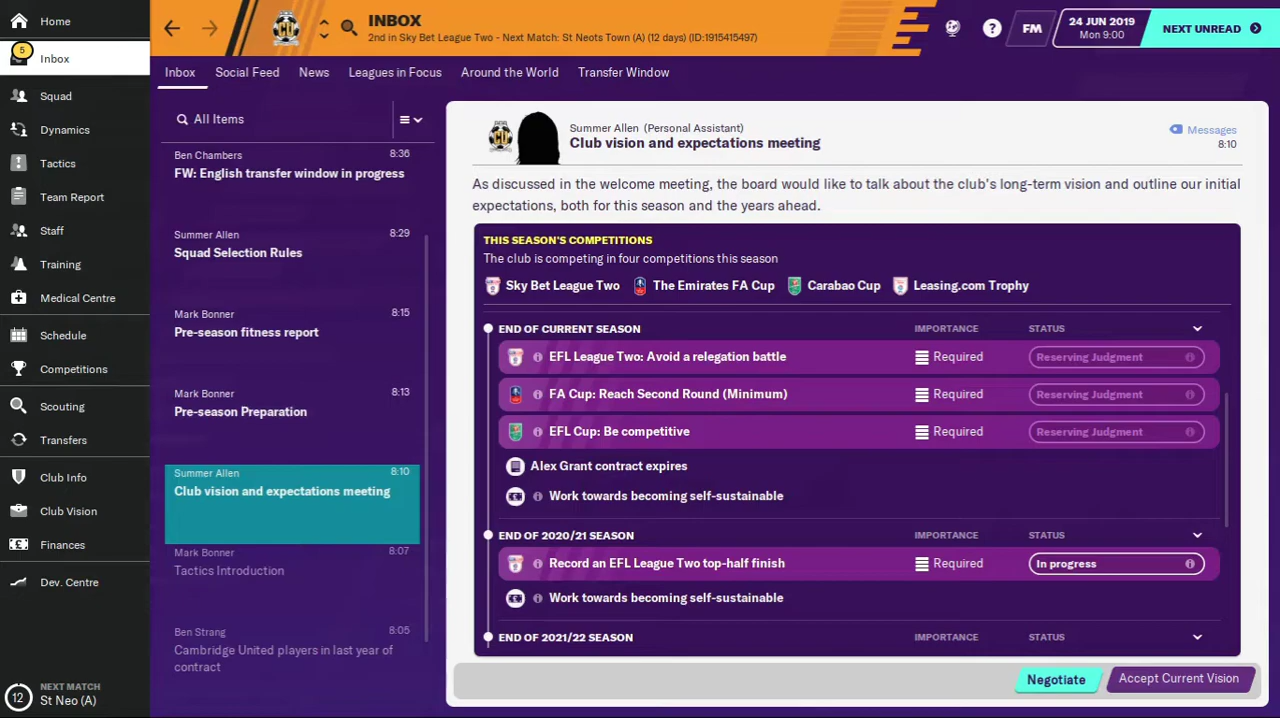 Home
5
Inbox
Squad
Dynamics
Tactics
Team Report
Staff
Training
Medical Centre
Schedule
Competitions
Scouting
Transfers
Club Info
Club Vision
Finances
Dev. Centre
12
NEXT MATCH
St Neo (A)
CU
INBOX
2nd in Sky Bet League Two - Next Match: St Neots Town (A) (12 days) (ID:1915415497)
?
FM
24 JUN 2019
Mon 9:00
NEXT UNREAD
Inbox Social Feed News Leagues in Focus Around the World Transfer Window
All Items
Ben Chambers 8:36
FW: English transfer window in progress
Summer Allen 8:29
Squad Selection Rules
Mark Bonner 8:15
Pre-season fitness report
Mark Bonner 8:13
Pre-season Preparation
Summer Allen 8:10
Club vision and expectations meeting
Mark Bonner 8:07
Tactics Introduction
Ben Strang 8:05
Cambridge United players in last year of
contract
CU
Summer Allen (Personal Assistant)
Club vision and expectations meeting
Messages
8:10
As discussed in the welcome meeting, the board would like to talk about the club's long-term vision and outline our initial
expectations, both for this season and the years ahead.
THIS SEASON'S COMPETITIONS
The club is competing in four competitions this season
Sky Bet League Two The Emirates FA Cup Carabao Cup Leasing.com Trophy
END OF CURRENT SEASON IMPORTANCE STATUS
EFL League Two: Avoid a relegation battle Required Reserving Judgment
FA Cup: Reach Second Round (Minimum) Required Reserving Judgment
EFL Cup: Be competitive Required Reserving Judgment
Alex Grant contract expires
Work towards becoming self-sustainable
END OF 2020/21 SEASON IMPORTANCE STATUS
Record an EFL League Two top-half finish Required In progress
Work towards becoming self-sustainable
END OF 2021/22 SEASON IMPORTANCE STATUS
Negotiate
Accept Current Vision